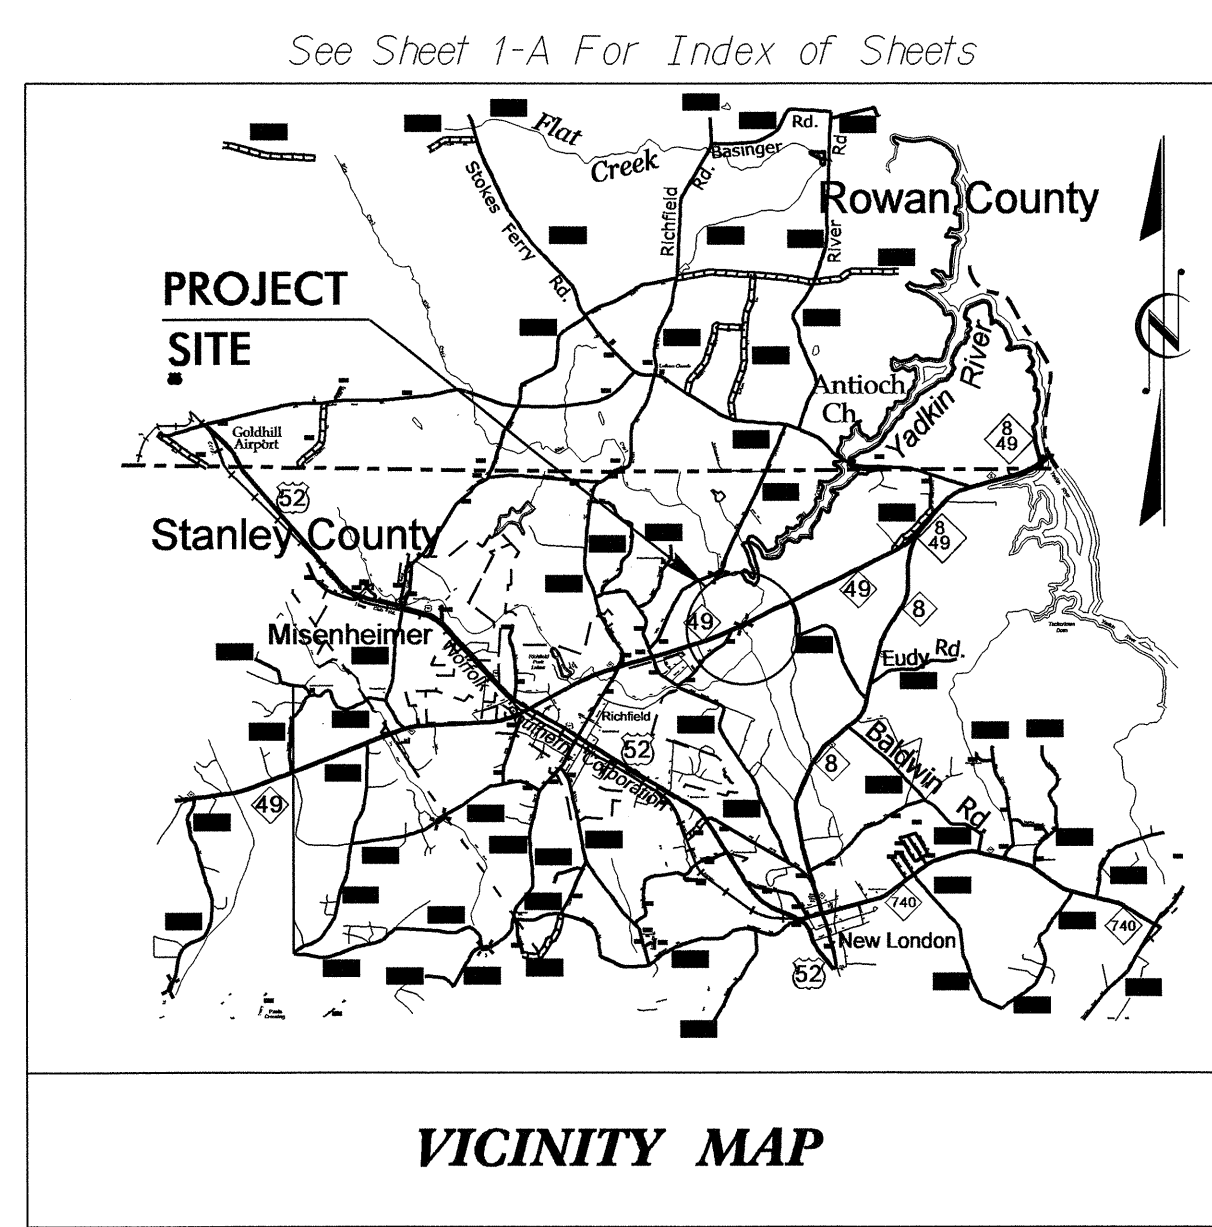 See Sheet 1-A For Index of Sheets
Flat
Creek
Rd.
Basinger
Rd
Rd.
Stokes Ferry Rd.
Richfield
River
Rowan County
PROJECT
SITE
Antioch
Ch.
Yadkin River
8
49
Goldhill
Airport
52
Stanley County
8
49
49
8
49
Misenheimer
Eudy Rd.
Norfolk Southern Corporation
Richfield
52
8
Baldwin Rd.
49
740
740
New London
52
VICINITY MAP